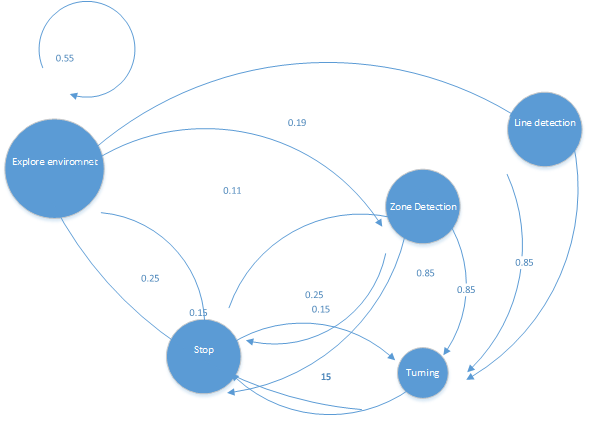 0.55
Line detection
0.19
Explore enviromnet
0.11
Zone Detection
0.85
0.25
0.85
0.85
0.25
0.15
0.15
Stop
15
Turning